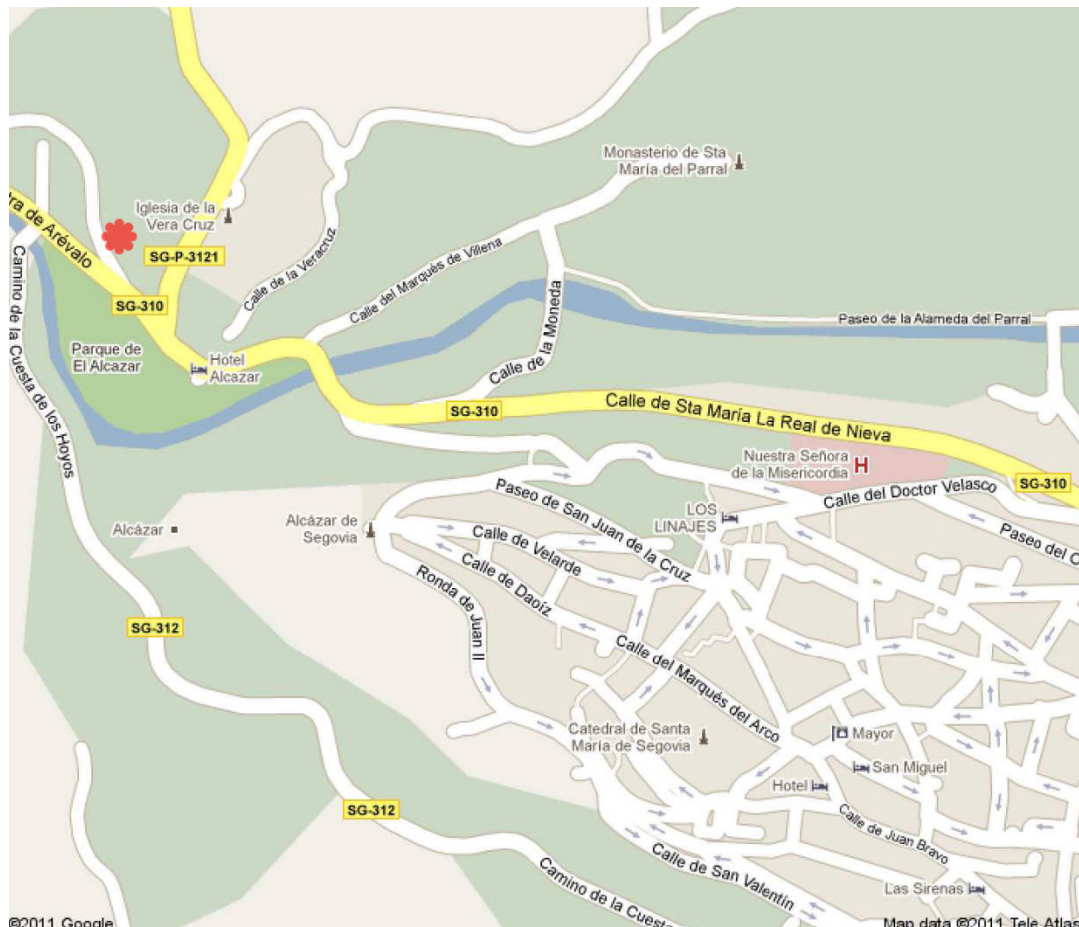 Monasterio de Sta
María del Parral
Iglesia de la
Vera Cruz
tra de Arévalo
SG-P-3121
Calle de la Veracruz
Calle del Marqués de Villena
SG-310
Camino de la Cuesta de los Hoyos
Calle de la Moneda
Paseo de la Alameda del Parral
Parque de
El Alcazar
Hotel
Alcazar
SG-310
Calle de Sta María La Real de Nieva
Nuestra Señora
de la Misericordia
H
SG-310
Calle del Doctor Velasco
Paseo de San Juan de la Cruz
LOS
LINAJES
Paseo del C
Alcázar
Alcázar de
Segovia
Calle de Velarde
Calle de Daoíz
Ronda de Juan II
SG-312
Calle del Marqués del Arco
Catedral de Santa
María de Segovia
Mayor
San Miguel
Hotel
SG-312
Calle de Juan Bravo
Calle de San Valentín
Camino de la Cuesta
Las Sirenas
©2011 Google
Map data ©2011 Tele Atlas